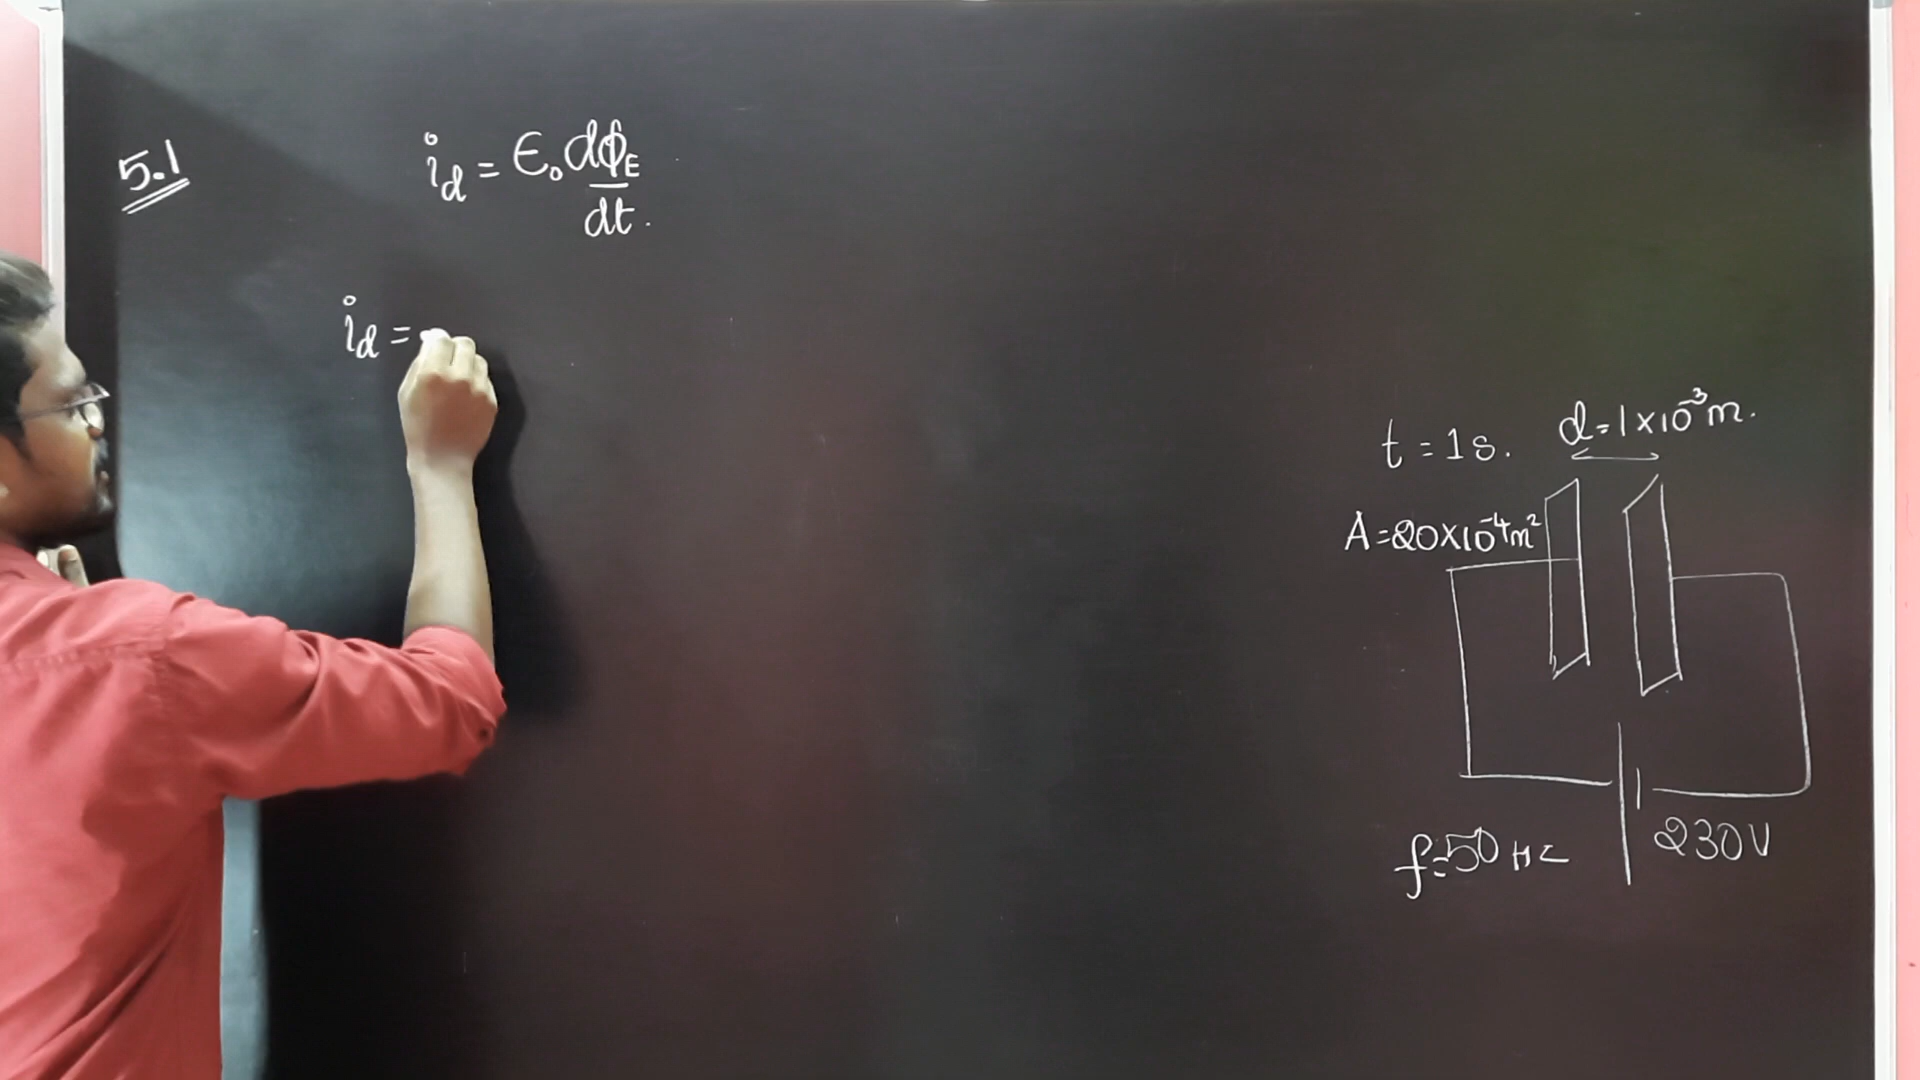 5.1
i_d = ϵ₀ dϕ_E
dt.
i_d =
t = 1s. d = 1×10⁻³m.
A = 20×10⁻⁴m²
f = 50 Hz 230V